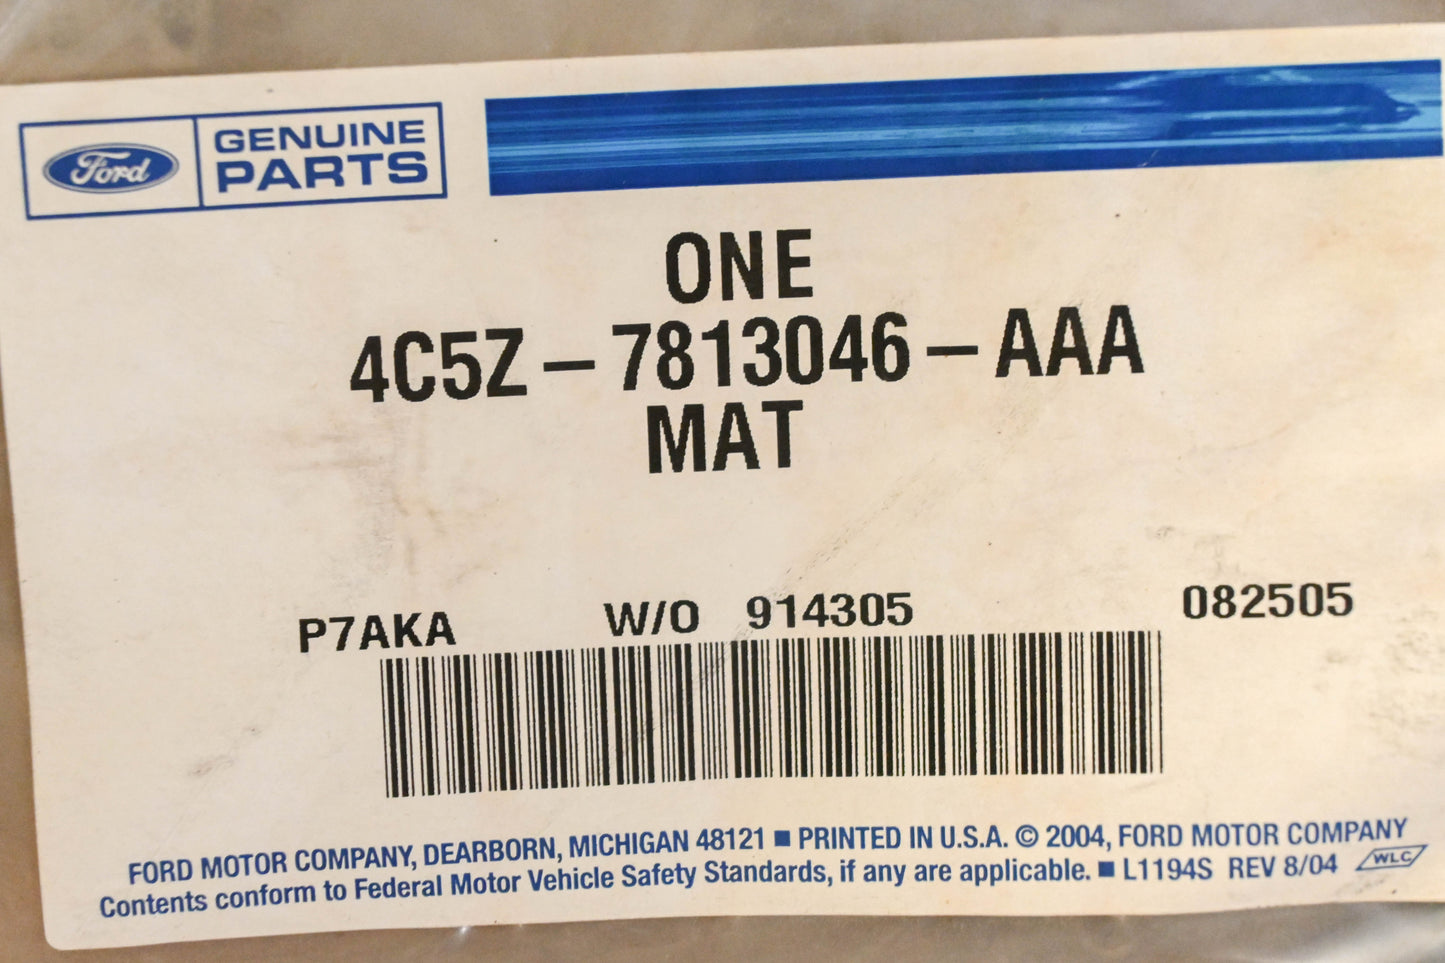 Ford
GENUINE
PARTS
ONE
4C5Z-7813046-AAA
MAT
P7AKA W/O 914305 082505
FORD MOTOR COMPANY, DEARBORN, MICHIGAN 48121 ■ PRINTED IN U.S.A. © 2004, FORD MOTOR COMPANY
Contents conform to Federal Motor Vehicle Safety Standards, if any are applicable. ■ L1194S REV 8/04 WLC